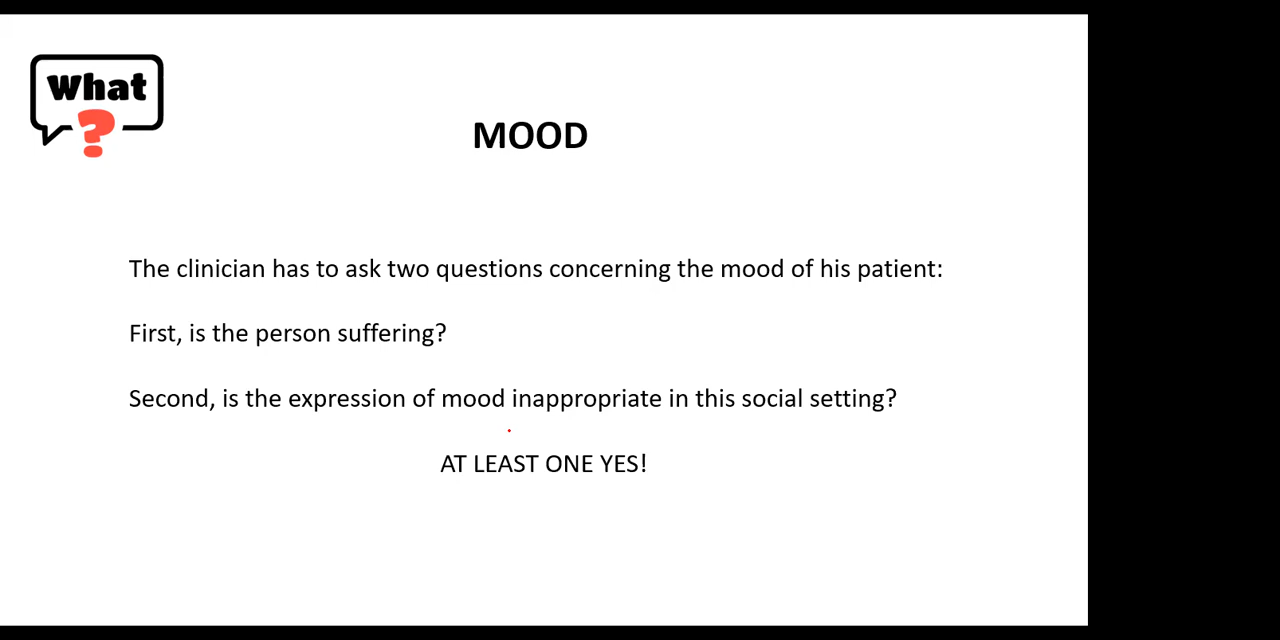 What
?
MOOD
The clinician has to ask two questions concerning the mood of his patient:
First, is the person suffering?
Second, is the expression of mood inappropriate in this social setting?
AT LEAST ONE YES!